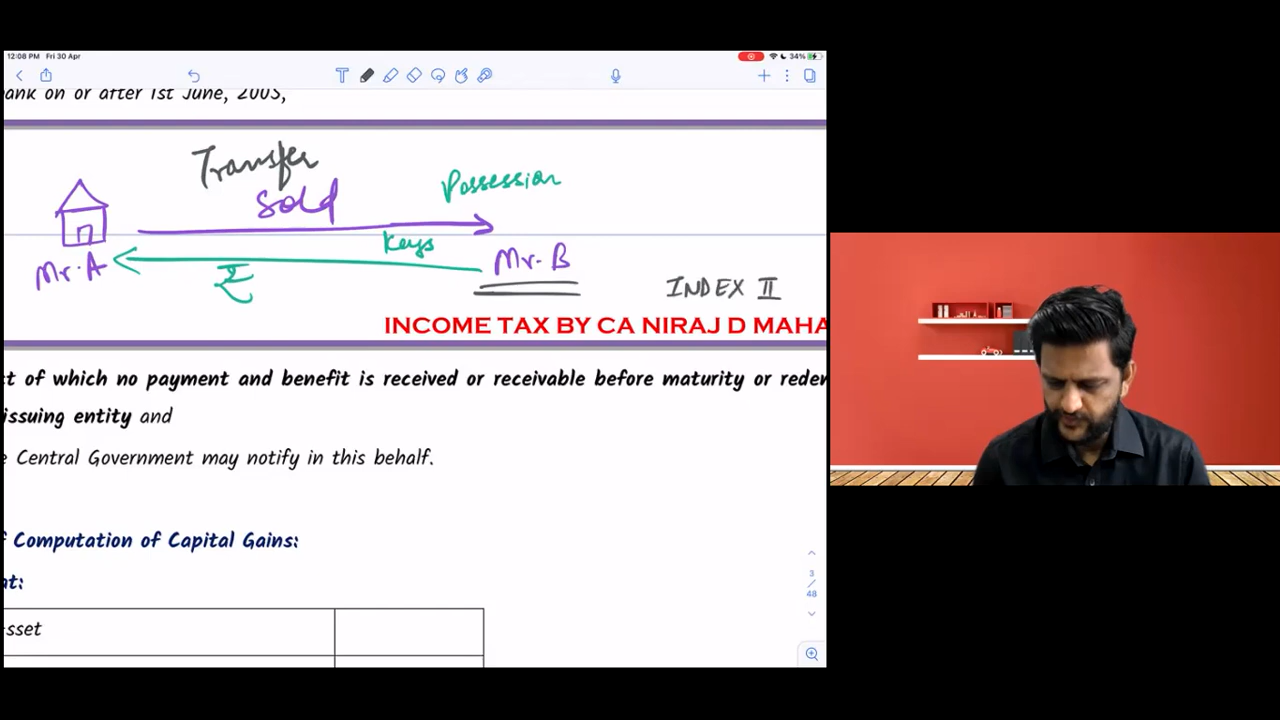 12:08 PM Fri 30 Apr
34%
ank on or after 1st June, 2005,
Transfer
Sold
Possession
Keys
Mr. A
₹
Mr. B
INDEX II
INCOME TAX BY CA NIRAJ D MAHA
st of which no payment and benefit is received or receivable before maturity or reder
issuing entity and
e Central Government may notify in this behalf.
f Computation of Capital Gains:
at:
sset
3
/
48